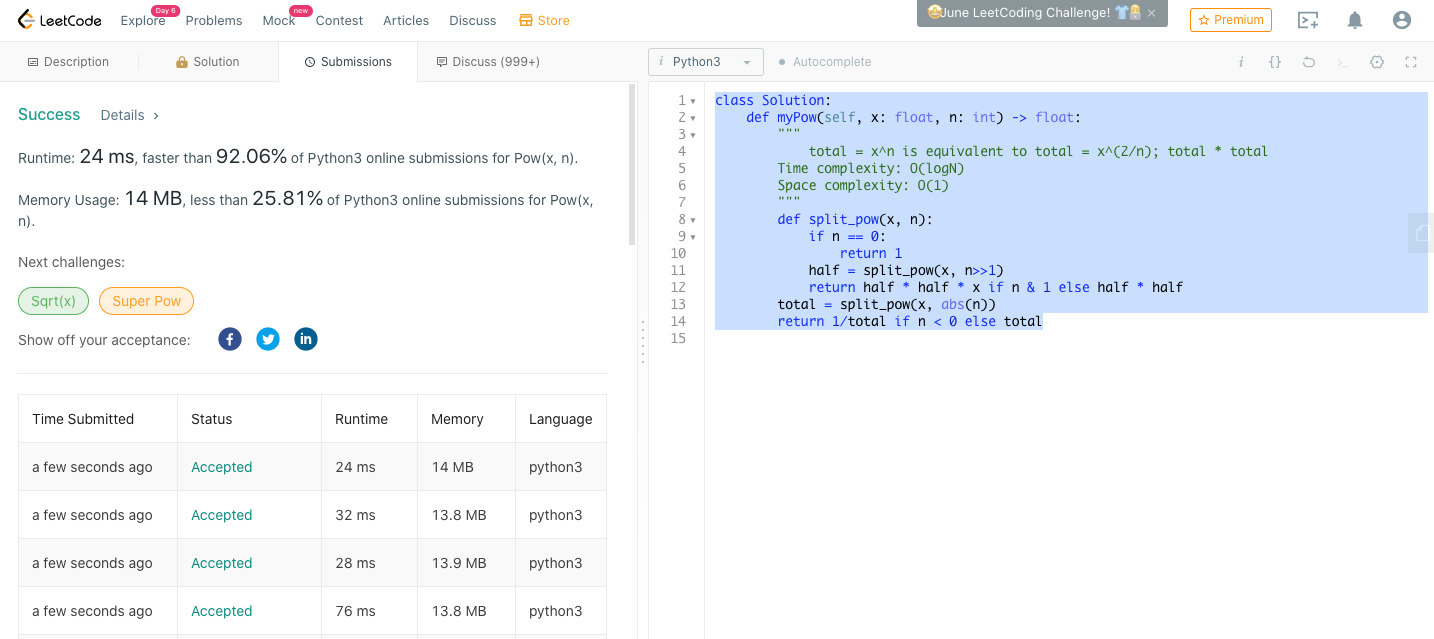 LeetCode
Explore Day 6 Problems Mock new Contest Articles Discuss Store
🤩June LeetCoding Challenge! 👕 ×
Premium
Description Solution Submissions Discuss (999+)
i Python3 Autocomplete
i {}
Success Details >
Runtime: 24 ms, faster than 92.06% of Python3 online submissions for Pow(x, n).
Memory Usage: 14 MB, less than 25.81% of Python3 online submissions for Pow(x,
n).
Next challenges:
Sqrt(x) Super Pow
Show off your acceptance:
Time Submitted Status Runtime Memory Language
a few seconds ago Accepted 24 ms 14 MB python3
a few seconds ago Accepted 32 ms 13.8 MB python3
a few seconds ago Accepted 28 ms 13.9 MB python3
a few seconds ago Accepted 76 ms 13.8 MB python3
1 class Solution:
2     def myPow(self, x: float, n: int) -> float:
3         """
4             total = x^n is equivalent to total = x^(2/n); total * total
5         Time complexity: O(logN)
6         Space complexity: O(1)
7         """
8         def split_pow(x, n):
9             if n == 0:
10                 return 1
11             half = split_pow(x, n>>1)
12             return half * half * x if n & 1 else half * half
13         total = split_pow(x, abs(n))
14         return 1/total if n < 0 else total
15